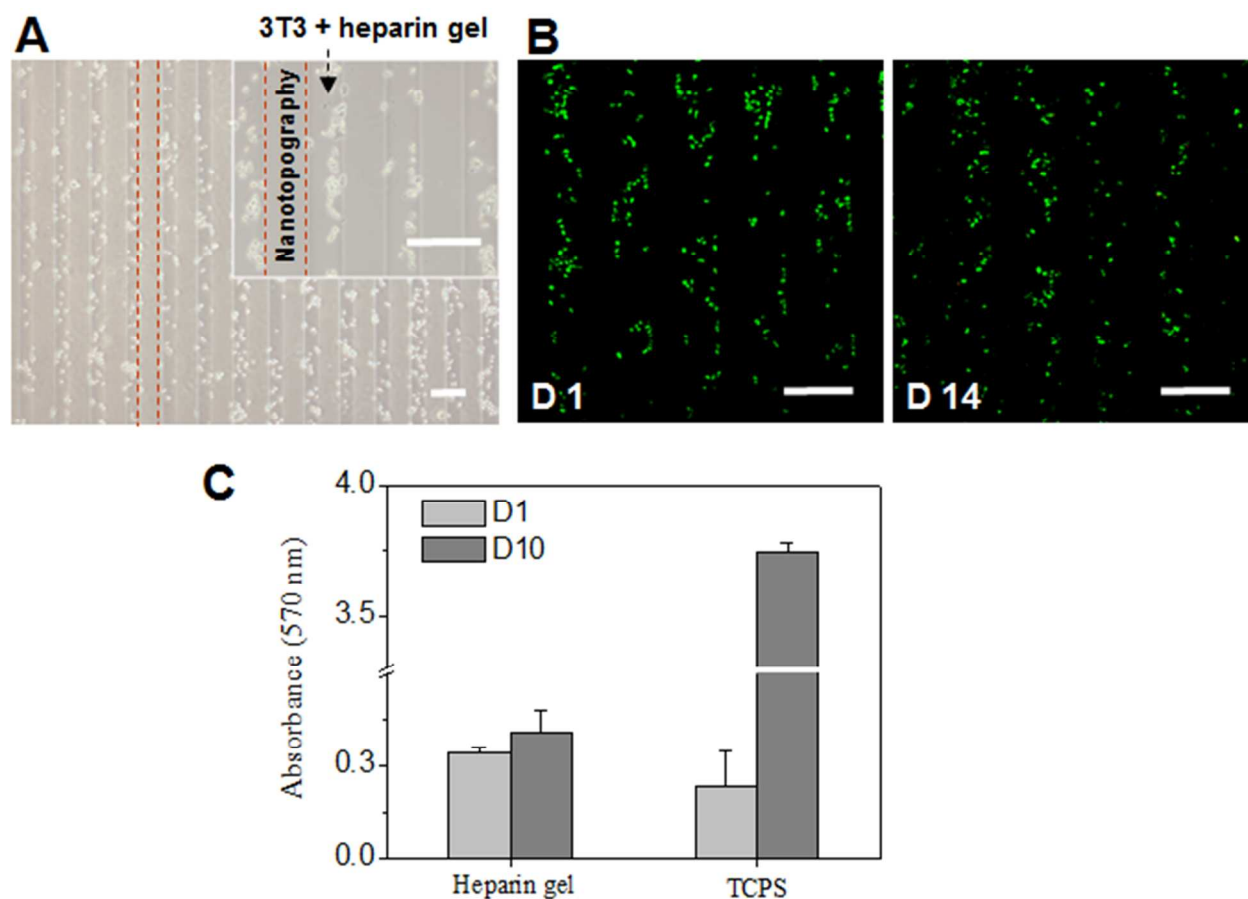 A
3T3 + heparin gel
Nanotopography
B
D 1
D 14
C
4.0
3.5
0.3
0.0
Absorbance (570 nm)
D1
D10
Heparin gel
TCPS